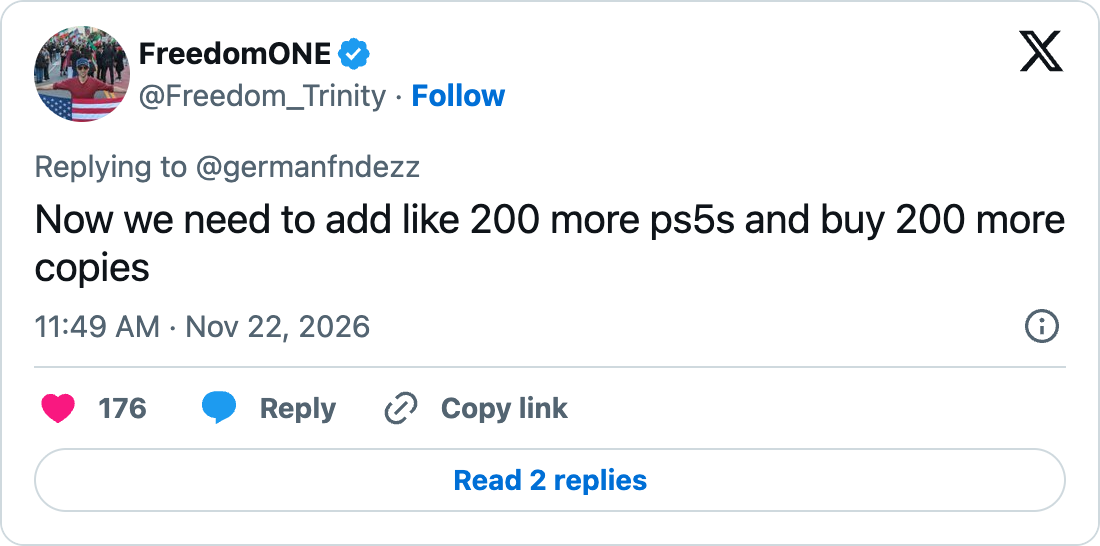 FreedomONE
@Freedom_Trinity · Follow
Replying to @germanfndezz
Now we need to add like 200 more ps5s and buy 200 more
copies
11:49 AM · Nov 22, 2026
176 Reply Copy link
Read 2 replies